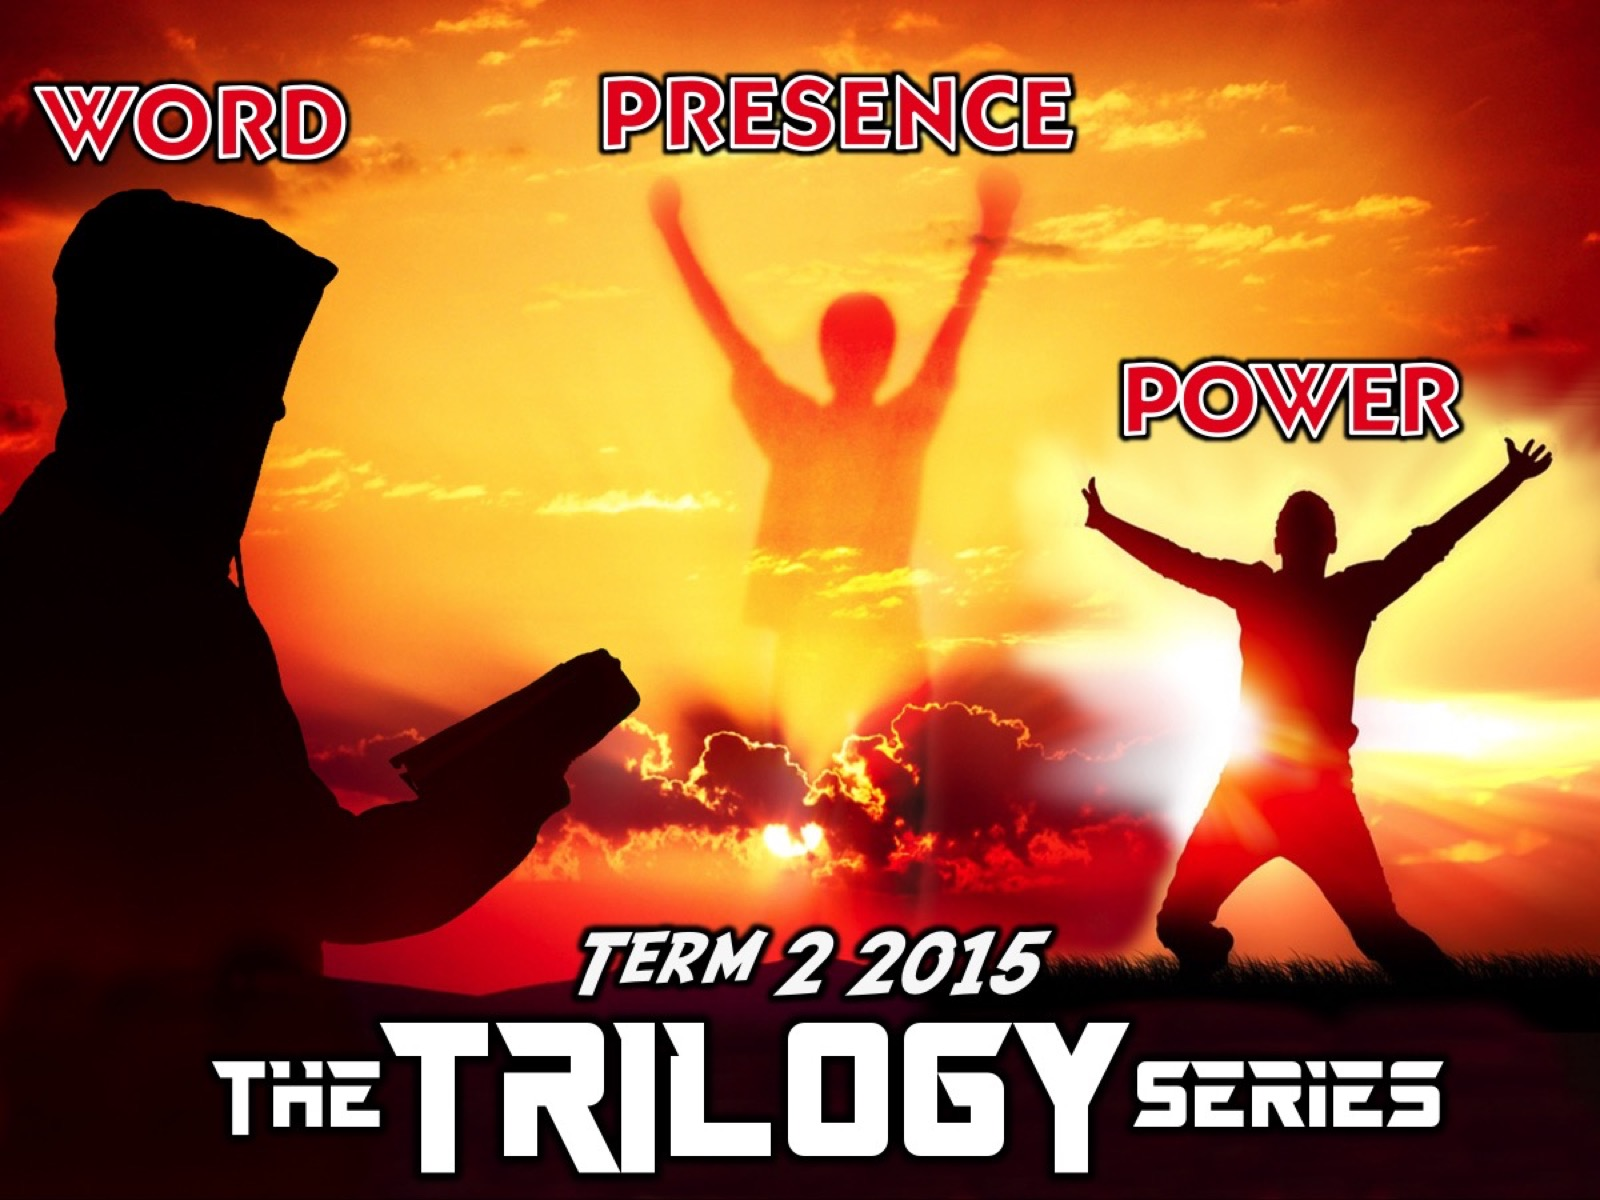 WORD
PRESENCE
POWER
TERM 2 2015
THE TRILOGY SERIES